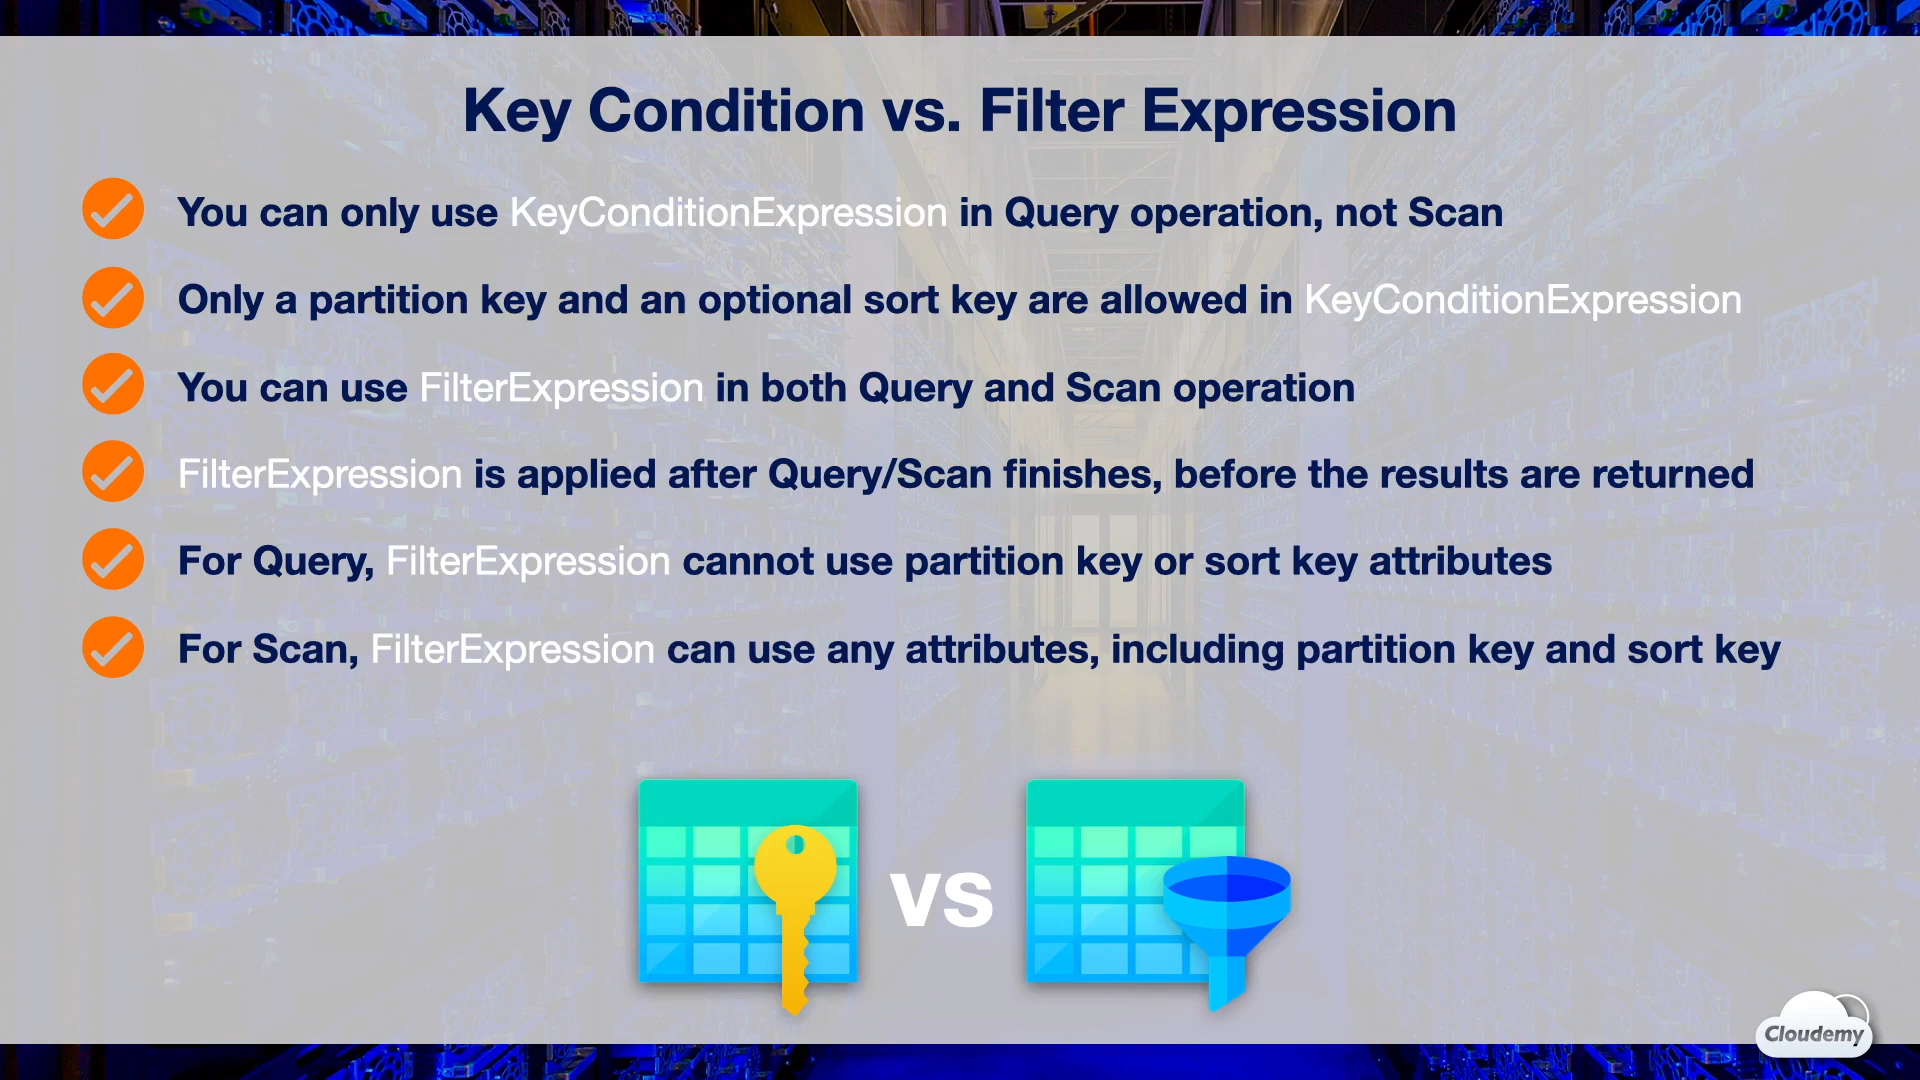 Key Condition vs. Filter Expression
You can only use KeyConditionExpression in Query operation, not Scan
Only a partition key and an optional sort key are allowed in KeyConditionExpression
You can use FilterExpression in both Query and Scan operation
FilterExpression is applied after Query/Scan finishes, before the results are returned
For Query, FilterExpression cannot use partition key or sort key attributes
For Scan, FilterExpression can use any attributes, including partition key and sort key
vs
Cloudemy